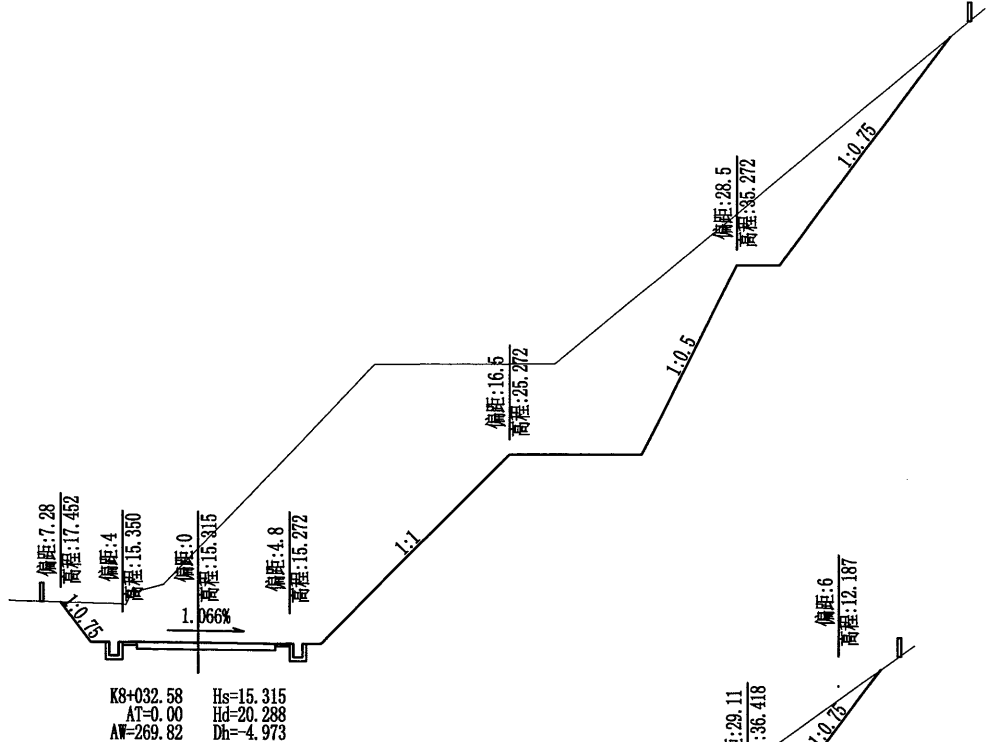 1:0.75
偏距:28.5
高程:35.272
1:0.5
偏距:16.5
高程:25.272
1:1
偏距:7.28
高程:17.452
偏距:4
高程:15.350
偏距:0
高程:15.315
偏距:4.8
高程:15.272
1:0.75
1.066%
偏距:6
高程:12.187
K8+032.58 Hs=15.315
AT=0.00 Hd=20.288
AW=269.82 Dh=-4.973
:29.11
:36.418
1:0.75